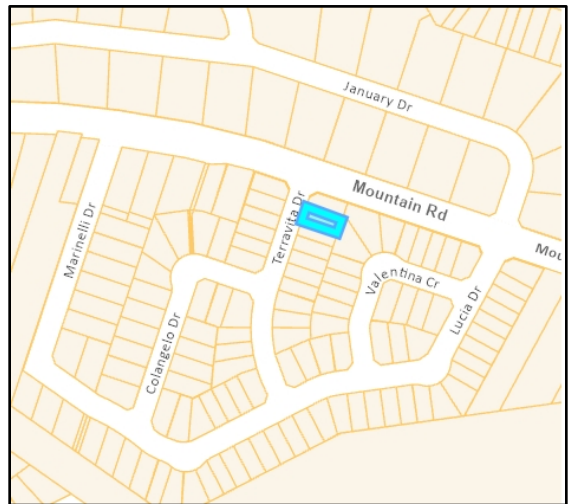 January Dr
Mountain Rd
Mou
Terravita Dr
Marinelli Dr
Valentina Cr
Lucia Dr
Colangelo Dr